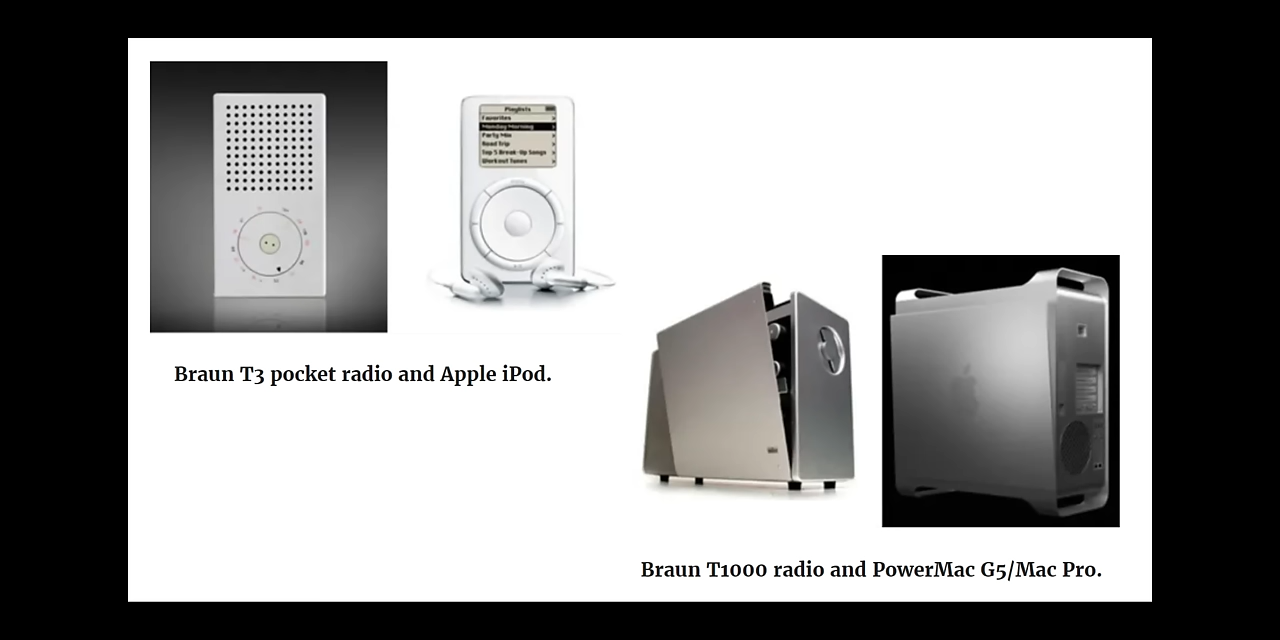 Playlists
Favorites
Monday Morning
Party Mix
Road Trip
Top 5 Break-Up Songs
Workout Tunes
Braun T3 pocket radio and Apple iPod.
Braun T1000 radio and PowerMac G5/Mac Pro.